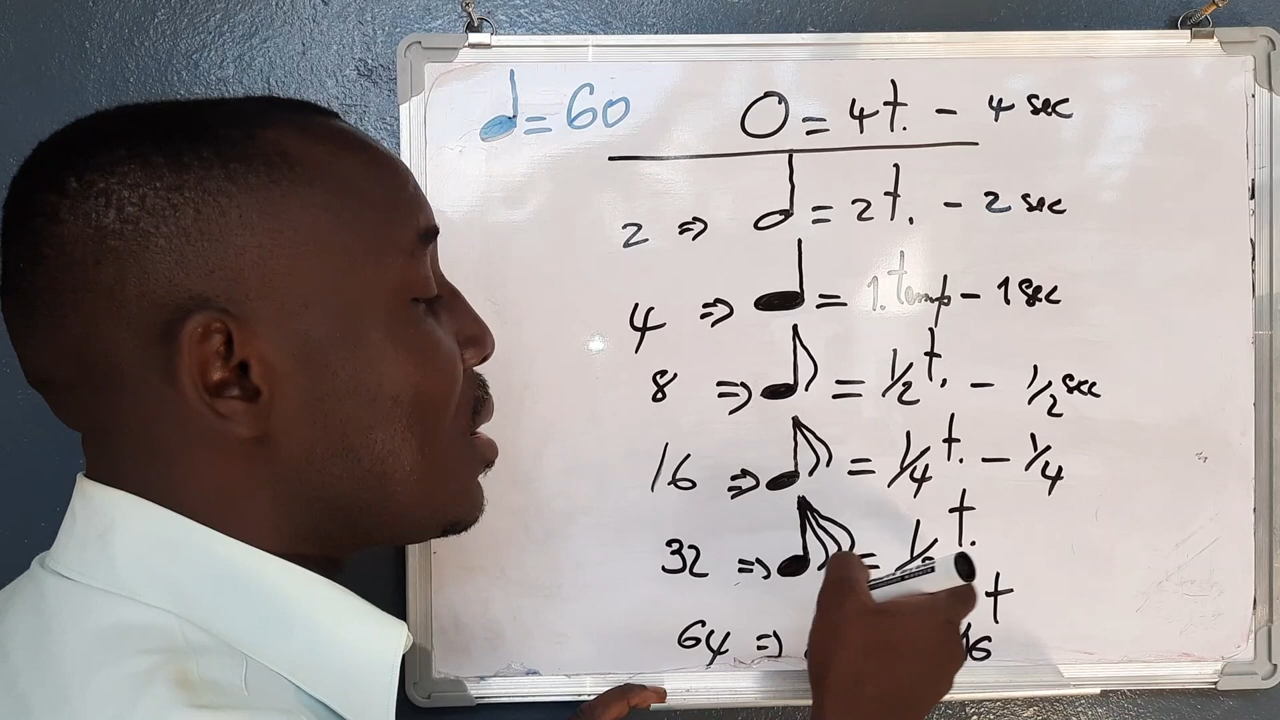 = 60
= 4t. - 4 sec
2 ⇒ = 2t. - 2 sec
4 ⇒ = 1. temp - 1 sec
8 ⇒ = 1/2 t. - 1/2 sec
16 ⇒ = 1/4 t. - 1/4
32 ⇒ = t.
64 ⇒ 16 t